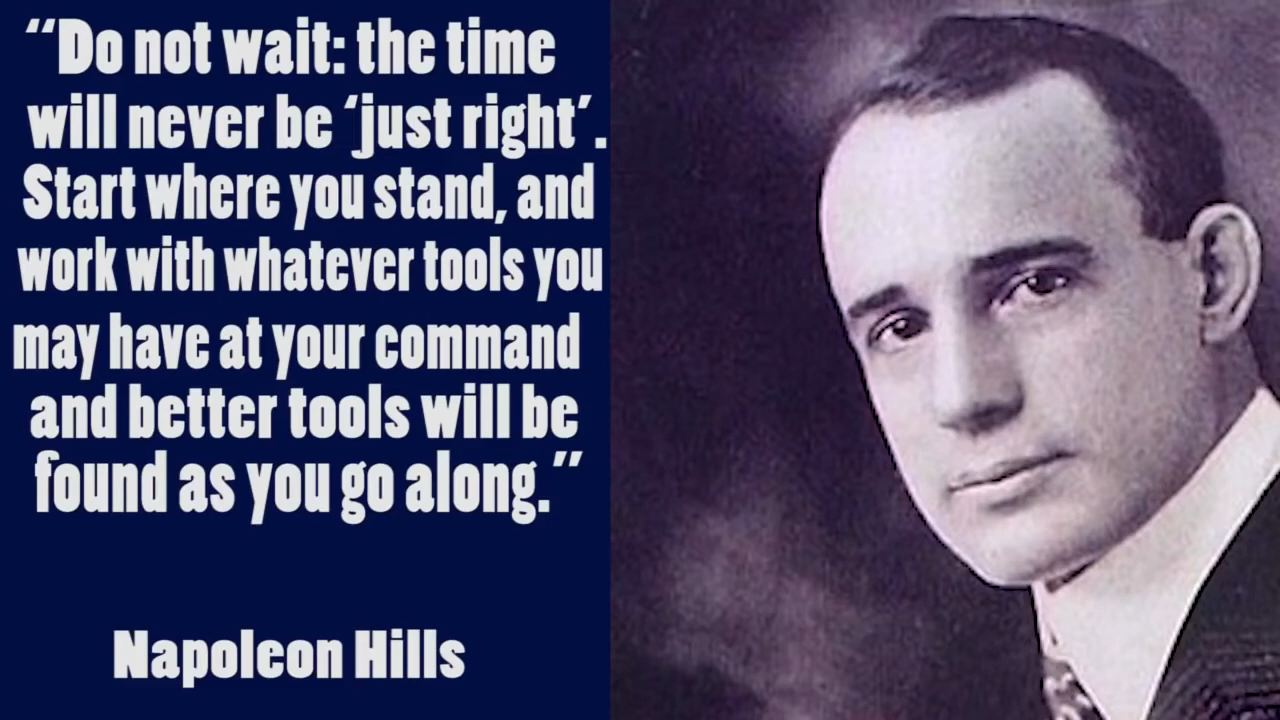 “Do not wait: the time
will never be ‘just right’.
Start where you stand, and
work with whatever tools you
may have at your command
and better tools will be
found as you go along.”
Napoleon Hills